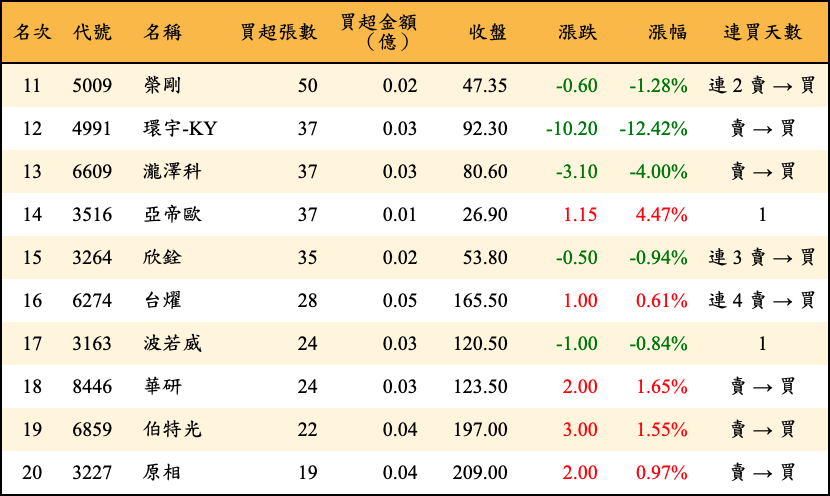 名次 代號 名稱 買超張數 買超金額（億） 收盤 漲跌 漲幅 連買天數
11 5009 榮剛 50 0.02 47.35 -0.60 -1.28% 連 2 賣 → 買
12 4991 環宇-KY 37 0.03 92.30 -10.20 -12.42% 賣 → 買
13 6609 瀧澤科 37 0.03 80.60 -3.10 -4.00% 賣 → 買
14 3516 亞帝歐 37 0.01 26.90 1.15 4.47% 1
15 3264 欣銓 35 0.02 53.80 -0.50 -0.94% 連 3 賣 → 買
16 6274 台燿 28 0.05 165.50 1.00 0.61% 連 4 賣 → 買
17 3163 波若威 24 0.03 120.50 -1.00 -0.84% 1
18 8446 華研 24 0.03 123.50 2.00 1.65% 賣 → 買
19 6859 伯特光 22 0.04 197.00 3.00 1.55% 賣 → 買
20 3227 原相 19 0.04 209.00 2.00 0.97% 賣 → 買